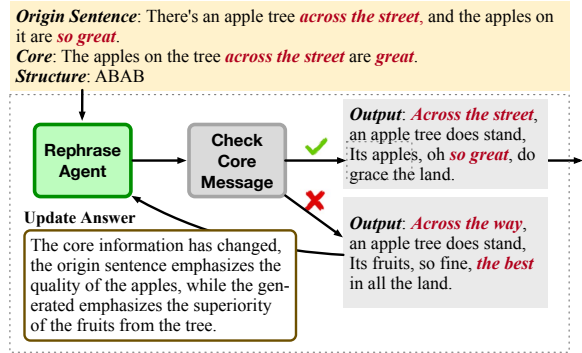 Origin Sentence: There's an apple tree across the street, and the apples on
it are so great.
Core: The apples on the tree across the street are great.
Structure: ABAB
Rephrase
Agent
Check
Core
Message
Output: Across the street,
an apple tree does stand,
Its apples, oh so great, do
grace the land.
Update Answer
The core information has changed,
the origin sentence emphasizes the
quality of the apples, while the gen-
erated emphasizes the superiority
of the fruits from the tree.
Output: Across the way,
an apple tree does stand,
Its fruits, so fine, the best
in all the land.